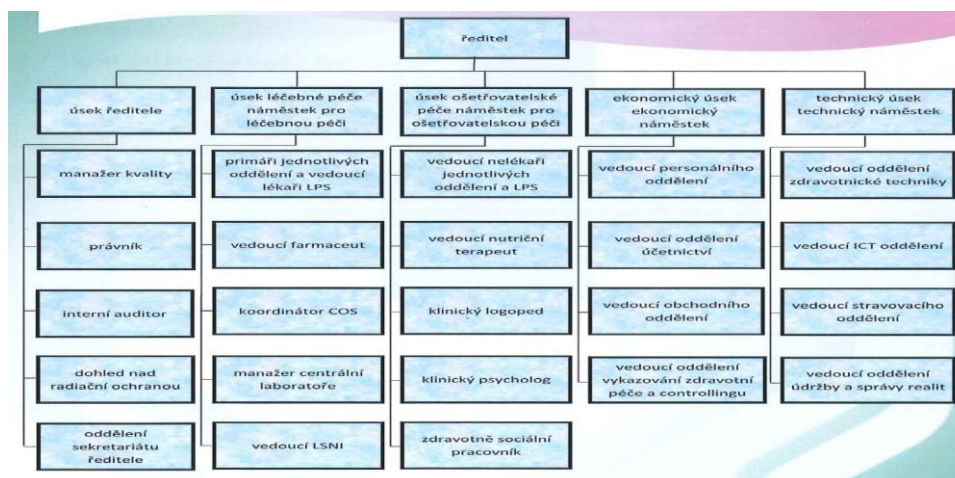 ředitel
úsek ředitele
úsek léčebné péče
náměstek pro
léčebnou péči
úsek ošetřovatelské
péče náměstek pro
ošetřovatelskou péči
ekonomický úsek
ekonomický
náměstek
technický úsek
technický náměstek
manažer kvality
primáři jednotlivých
oddělení a vedoucí
lékaři LPS
vedoucí nelékaři
jednotlivých
oddělení a LPS
vedoucí personálního
oddělení
vedoucí oddělení
zdravotnické techniky
právník
vedoucí farmaceut
vedoucí nutriční
terapeut
vedoucí oddělení
účetnictví
vedoucí ICT oddělení
interní auditor
koordinátor COS
klinický logoped
vedoucí obchodního
oddělení
vedoucí stravovacího
oddělení
dohled nad
radiační ochranou
manažer centrální
laboratoře
klinický psycholog
vedoucí oddělení
vykazování zdravotní
péče a controllingu
vedoucí oddělení
údržby a správy realit
oddělení
sekretariátu
ředitele
vedoucí LSNI
zdravotně sociální
pracovník